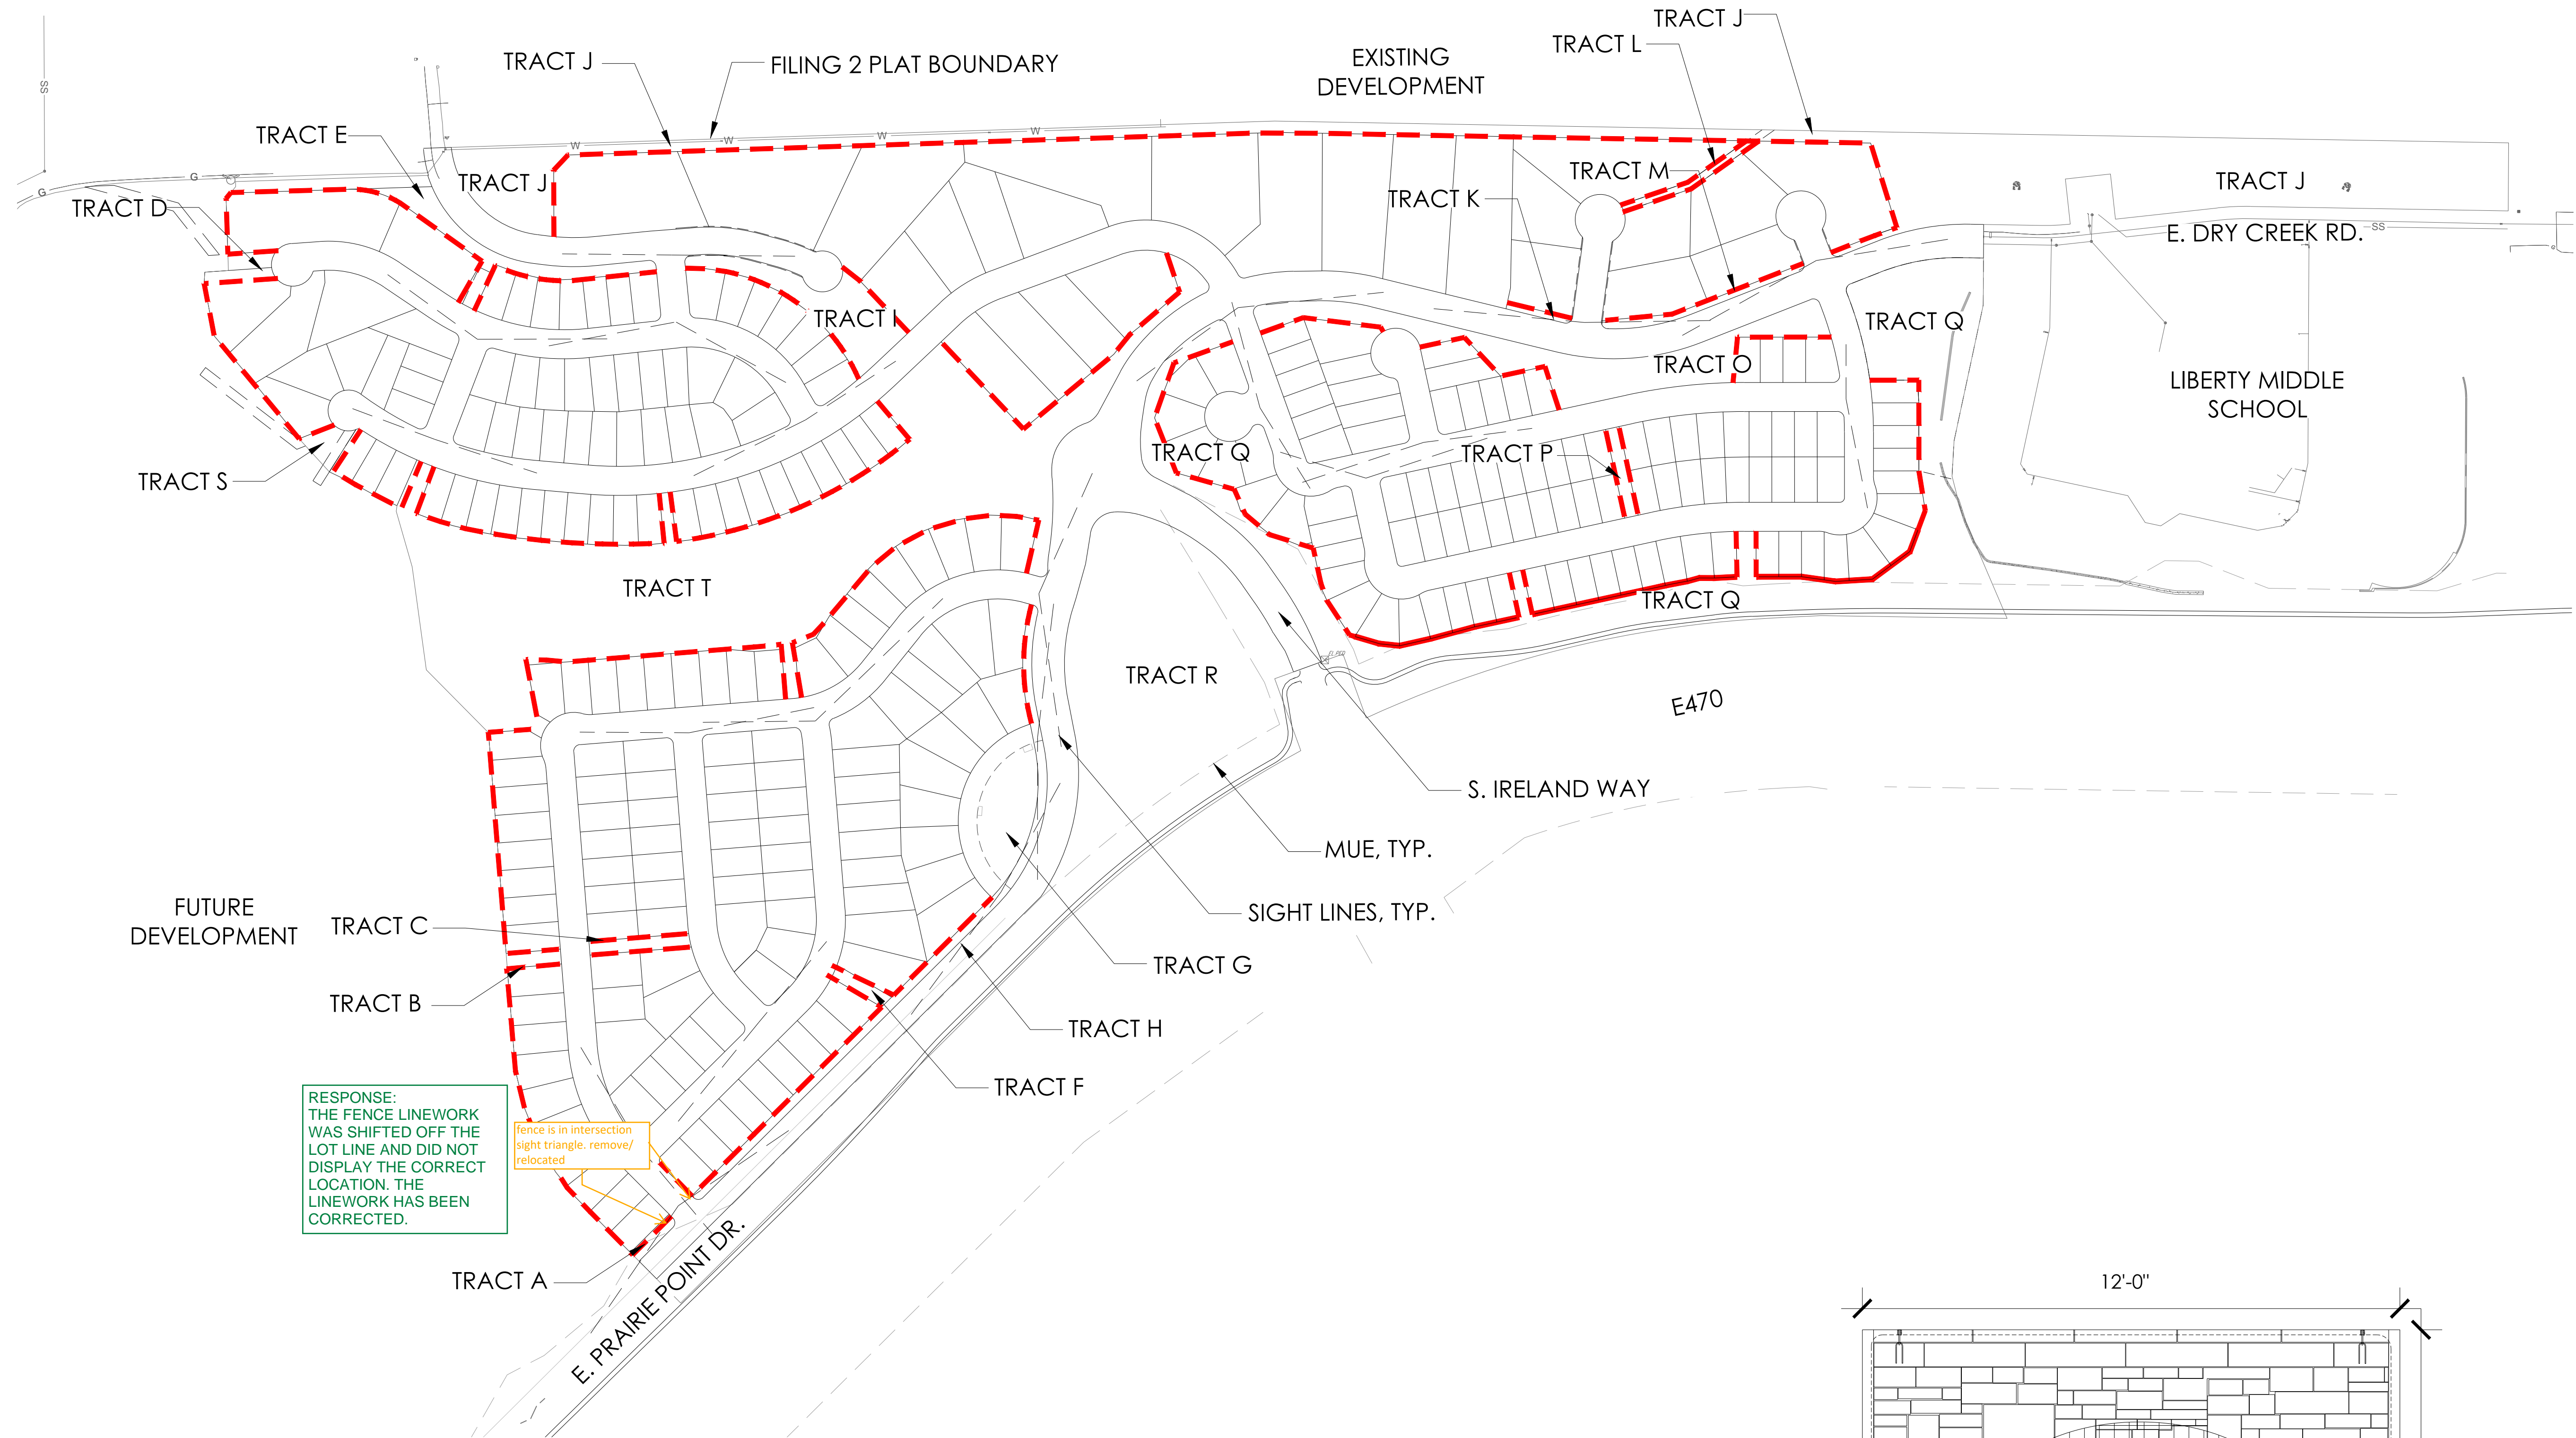 TRACT J
TRACT L
TRACT J
FILING 2 PLAT BOUNDARY
EXISTING
DEVELOPMENT
SS
W
W
W
W
TRACT E
G
G
TRACT J
TRACT D
TRACT M
TRACT K
TRACT J
E. DRY CREEK RD.
SS
TRACT I
TRACT Q
TRACT O
LIBERTY MIDDLE
SCHOOL
TRACT Q
TRACT P
TRACT S
TRACT T
TRACT Q
TRACT R
E470
S. IRELAND WAY
MUE, TYP.
SIGHT LINES, TYP.
FUTURE
DEVELOPMENT
TRACT C
TRACT G
TRACT B
TRACT H
TRACT F
RESPONSE:
THE FENCE LINEWORK
WAS SHIFTED OFF THE
LOT LINE AND DID NOT
DISPLAY THE CORRECT
LOCATION. THE
LINEWORK HAS BEEN
CORRECTED.
fence is in intersection
sight triangle. remove/
relocated
TRACT A
E. PRAIRIE POINT DR.
12'-0"